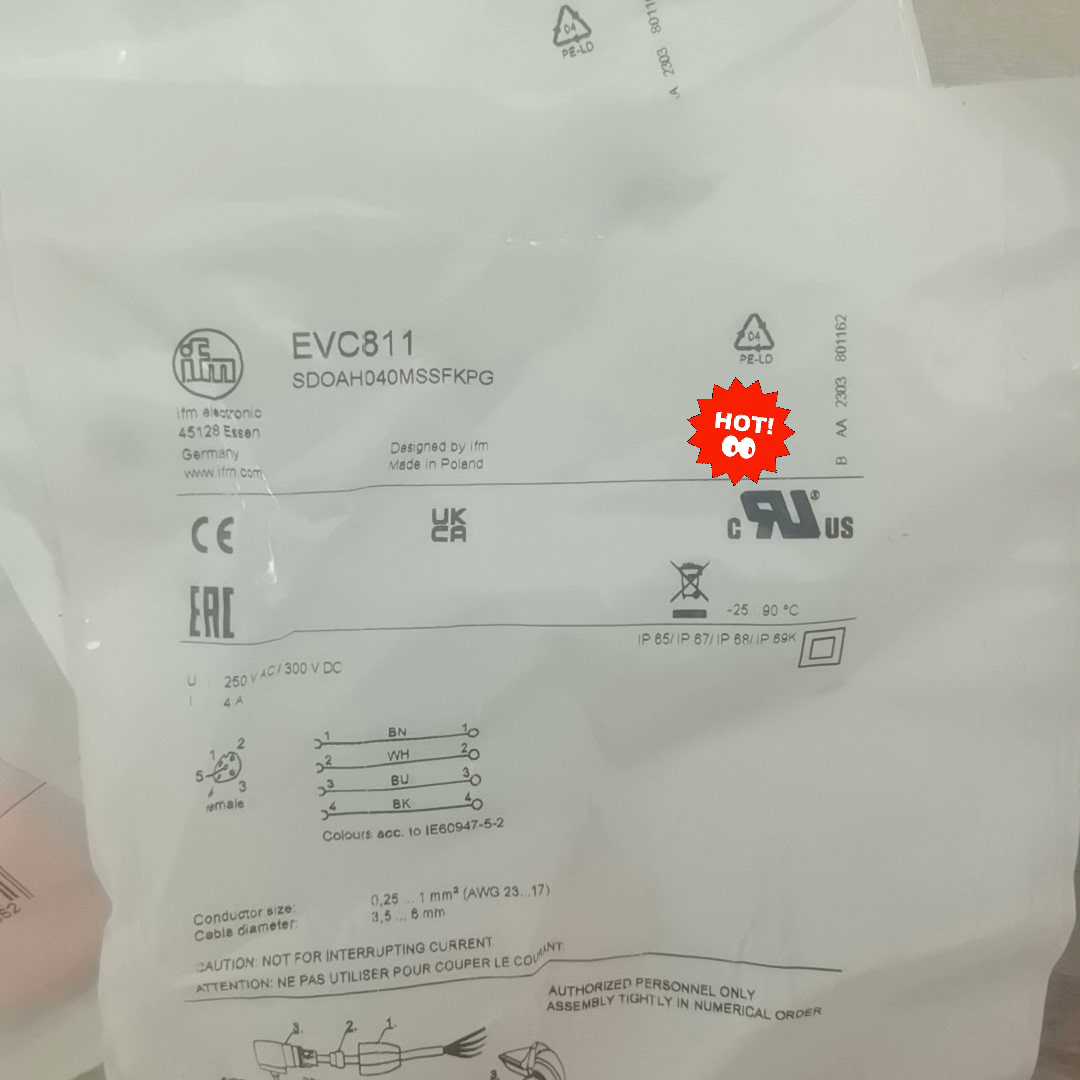 04
PE-LD
A 2303 8011
EVC811
SDOAH040MSSFKPG
ifm
ifm electronic
45128 Essen
Germany
www.ifm.com
Designed by ifm
Made in Poland
04
PE-LD
B AA 2303 801162
HOT!
CE
UK
CA
c RU® US
EAC
-25 90 °C
IP 65/ IP 67/ IP 68/ IP 69K
U 250 V AC / 300 V DC
I 4 A
1 2
5
4 3
female
1 BN 1
2 WH 2
3 BU 3
4 BK 4
Colours acc. to IE60947-5-2
Conductor size: 0,25 ... 1 mm² (AWG 23...17)
Cable diameter: 3,5 ... 6 mm
CAUTION: NOT FOR INTERRUPTING CURRENT
ATTENTION: NE PAS UTILISER POUR COUPER LE COURANT
AUTHORIZED PERSONNEL ONLY
ASSEMBLY TIGHTLY IN NUMERICAL ORDER
3. 2. 1.
3.